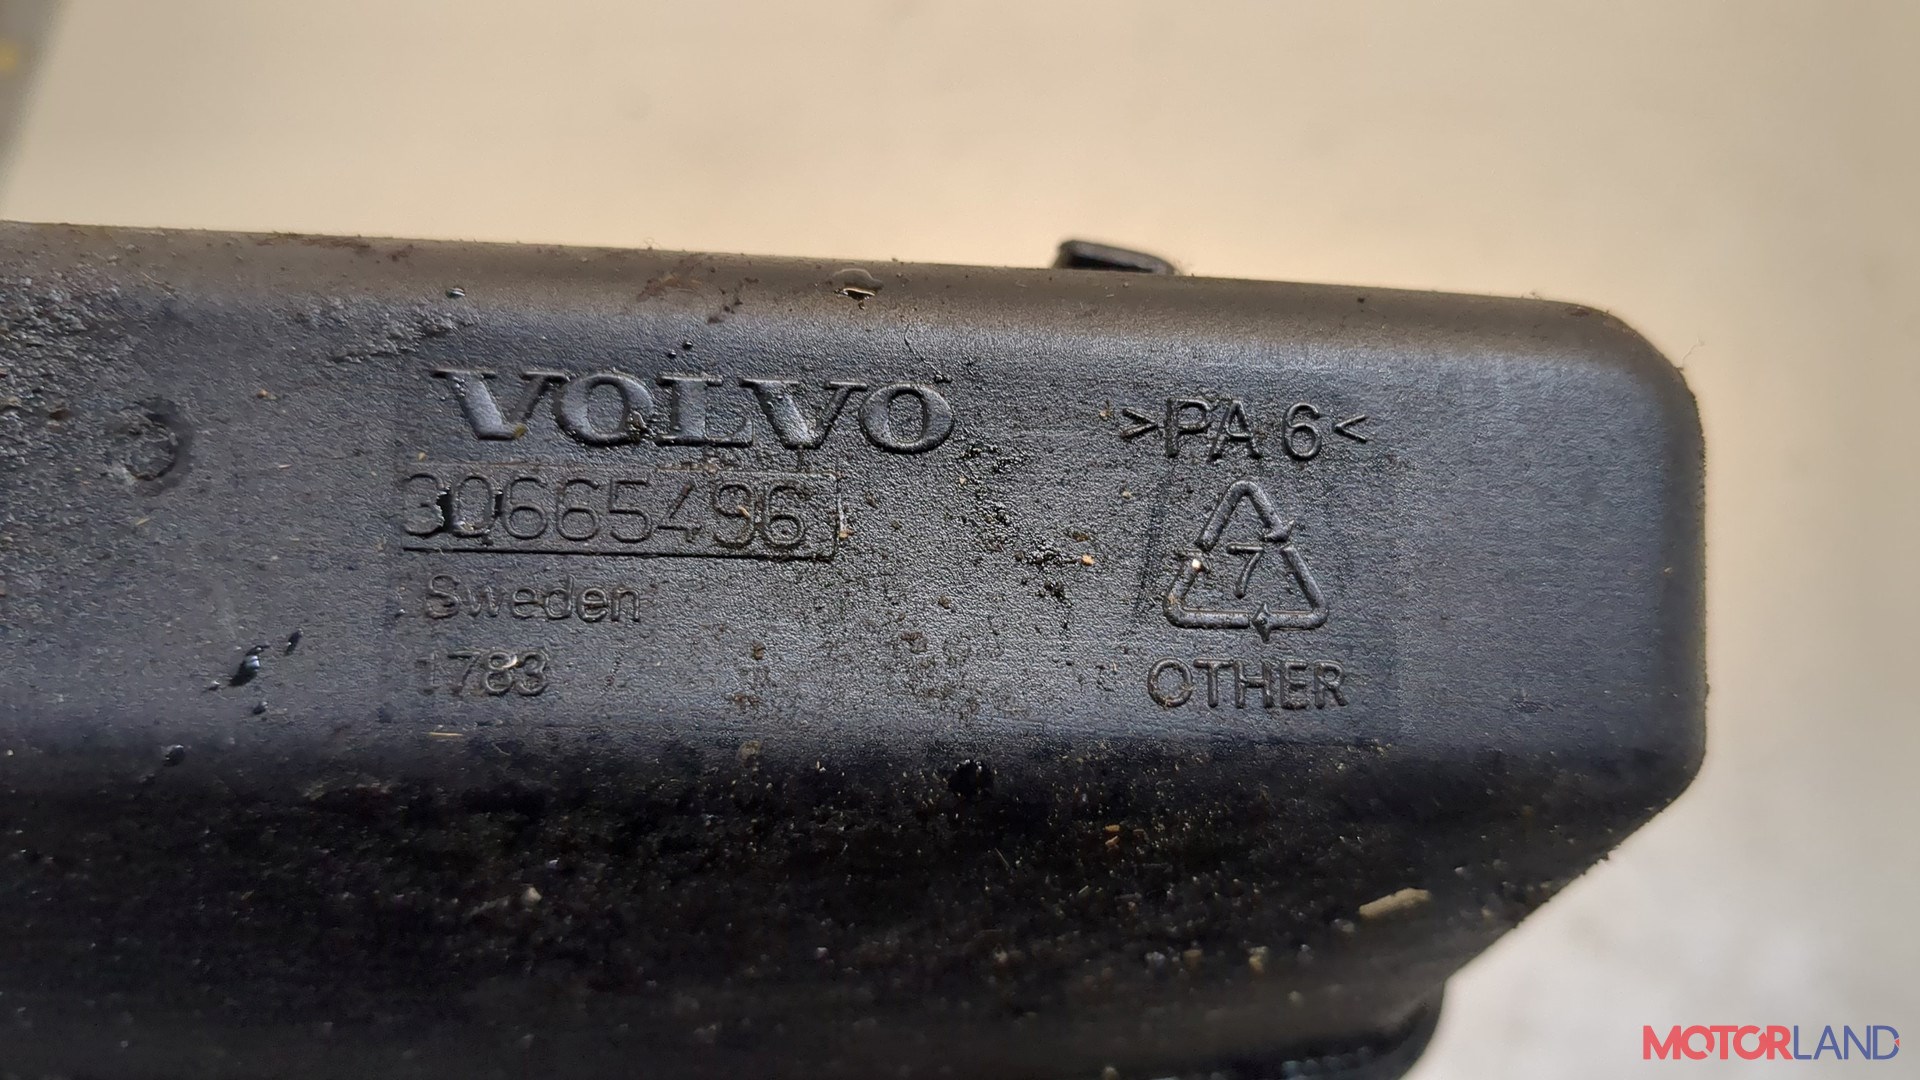 VOLVO
30665496
Sweden
1783
>PA 6<
7
OTHER
MOTORLAND